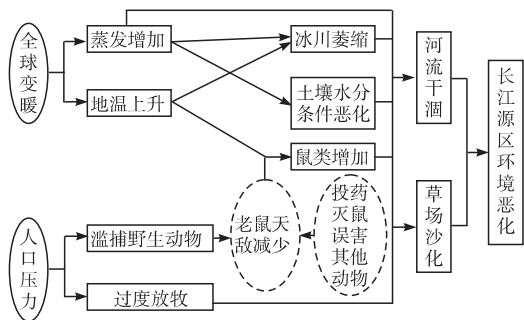 全球变暖
蒸发增加
地温上升
冰川萎缩
土壤水分
条件恶化
鼠类增加
河流干涸
长江源区环境恶化
草场沙化
人口压力
滥捕野生动物
过度放牧
老鼠天
敌减少
投药
灭鼠
误害
其他
动物